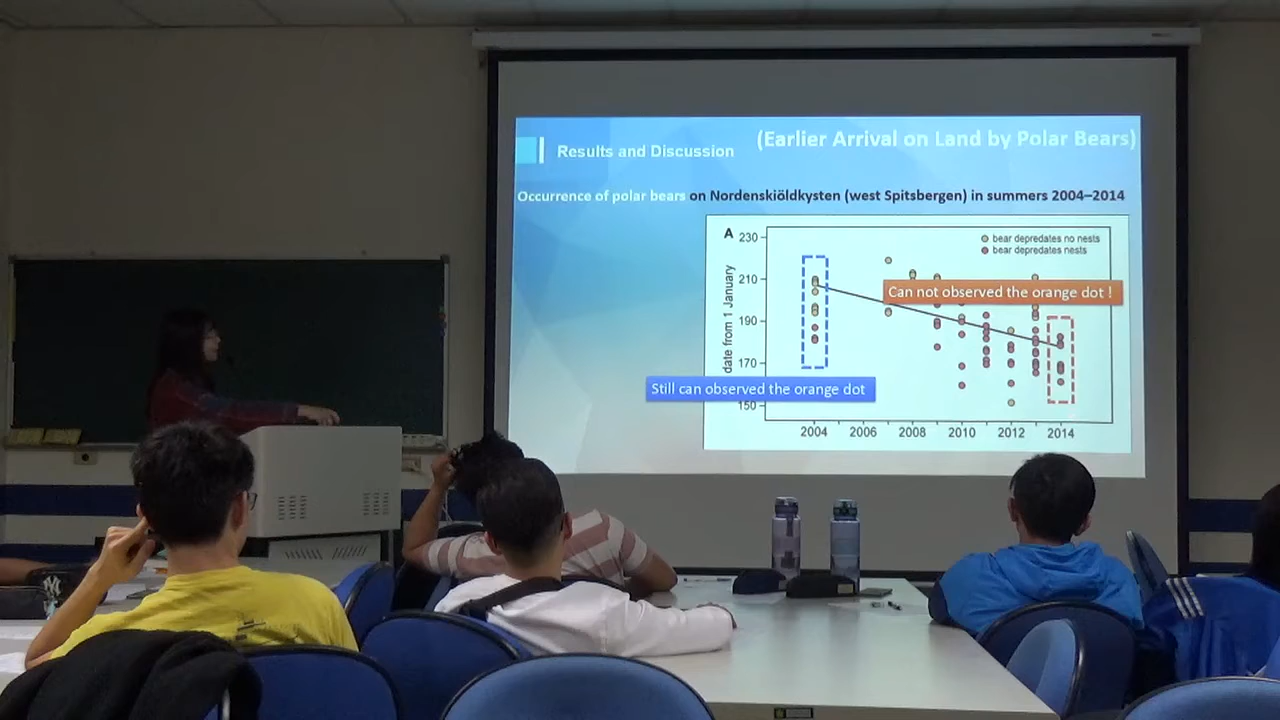 (Earlier Arrival on Land by Polar Bears)
Results and Discussion
Occurrence of polar bears on Nordenskiöldkysten (west Spitsbergen) in summers 2004–2014
A
230
bear depredates no nests
bear depredates nests
210
Can not observed the orange dot !
190
date from 1 January
170
Still can observed the orange dot
150
2004 2006 2008 2010 2012 2014